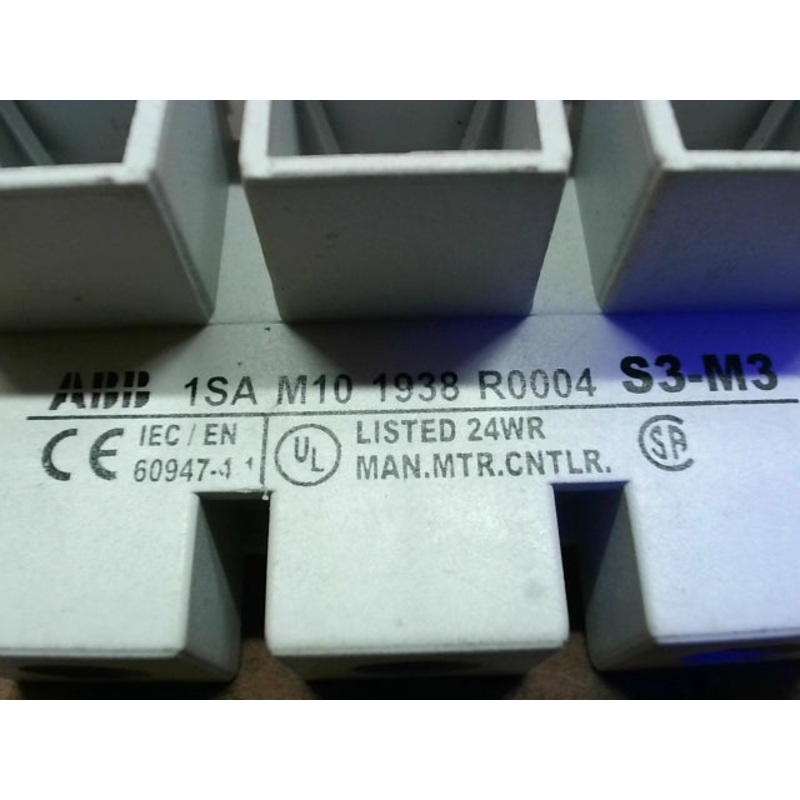 ABB 1SA M10 1938 R0004 S3-M3
CE IEC / EN UL LISTED 24WR SA
60947-4 1 MAN.MTR.CNTLR.